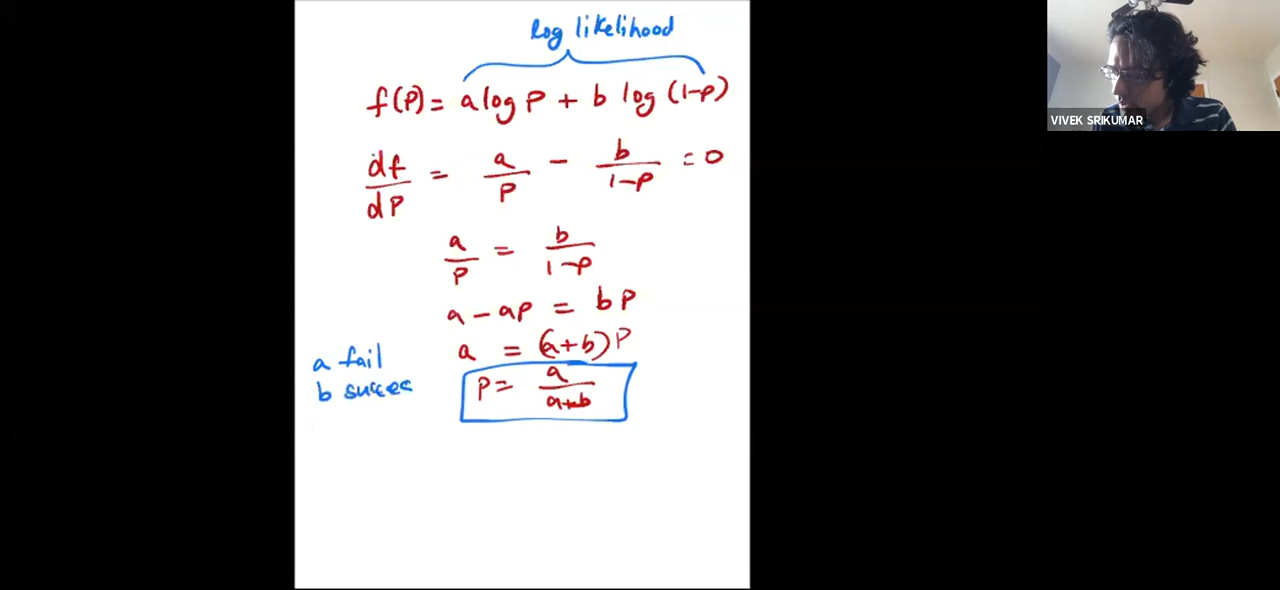 log likelihood
f(P) = a log P + b log (1-P)
df/dP = a/P - b/1-P = 0
a/P = b/1-P
a - aP = bP
a = (a+b)P
a fail
b succes
P = a/a+b
VIVEK SRIKUMAR